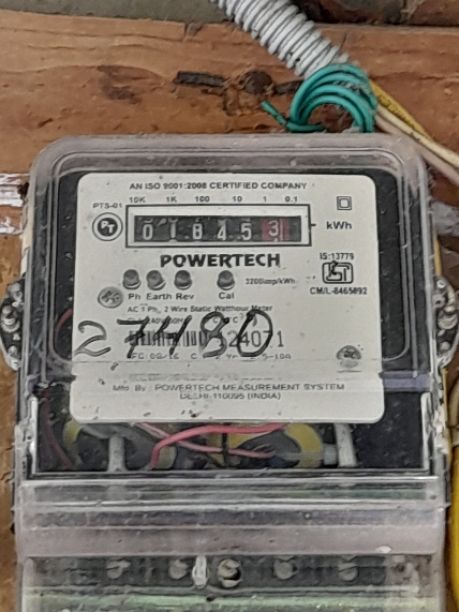 AN ISO 9001:2008 CERTIFIED COMPANY
10K 1K 100 10 1 0.1
PTS-01
PT
0 1 8 4 5 3 kWh
POWERTECH
IS:13779
3200imp/kWh
CM/L-8465892
Ph Earth Rev Cal
AC 1 Ph. 2 Wire Static Watthour Meter
27480
124071
Mfd. By : POWERTECH MEASUREMENT SYSTEM
DELHI-110095 (INDIA)